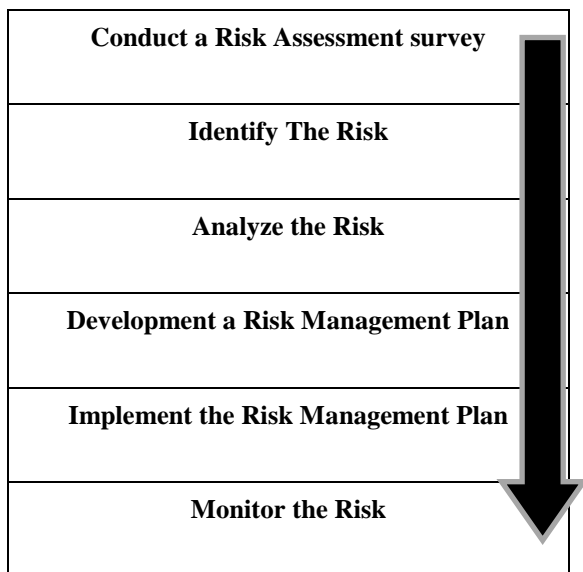 Conduct a Risk Assessment survey
Identify The Risk
Analyze the Risk
Development a Risk Management Plan
Implement the Risk Management Plan
Monitor the Risk